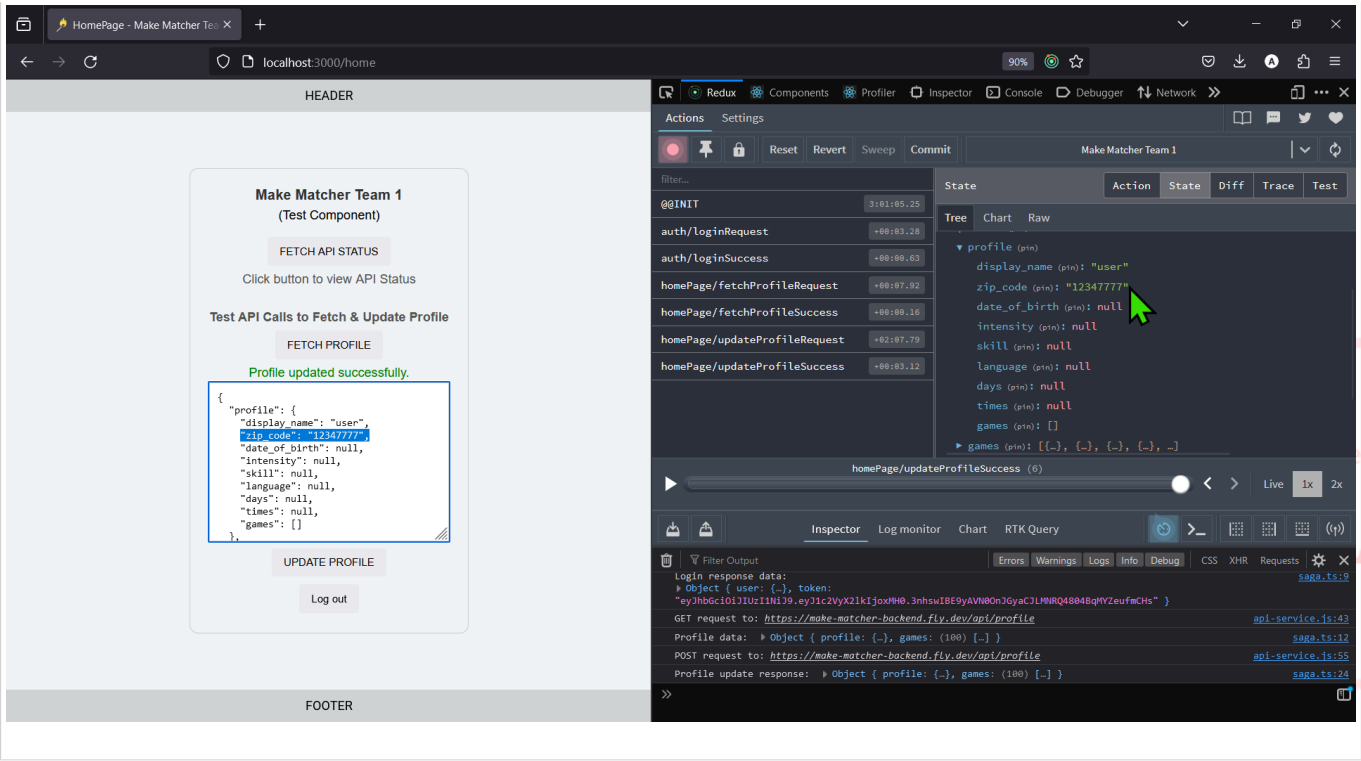 HomePage - Make Matcher Tea
localhost:3000/home
90%
HEADER
Make Matcher Team 1
(Test Component)
FETCH API STATUS
Click button to view API Status
Test API Calls to Fetch & Update Profile
FETCH PROFILE
Profile updated successfully.
{
"profile": {
"display_name": "user",
"zip_code": "12347777",
"date_of_birth": null,
"intensity": null,
"skill": null,
"language": null,
"days": null,
"times": null,
"games": []
},
UPDATE PROFILE
Log out
FOOTER
Redux Components Profiler Inspector Console Debugger Network
Actions Settings
Reset Revert Sweep Commit Make Matcher Team 1
filter...
@@INIT 3:01:05.25
auth/loginRequest +00:03.28
auth/loginSuccess +00:00.63
homePage/fetchProfileRequest +00:07.92
homePage/fetchProfileSuccess +00:00.16
homePage/updateProfileRequest +02:07.79
homePage/updateProfileSuccess +00:03.12
State Action State Diff Trace Test
Tree Chart Raw
▼ profile (pin)
display_name (pin): "user"
zip_code (pin): "12347777"
date_of_birth (pin): null
intensity (pin): null
skill (pin): null
language (pin): null
days (pin): null
times (pin): null
games (pin): []
▶ games (pin): [{…}, {…}, {…}, {…}, …]
homePage/updateProfileSuccess (6)
Live 1x 2x
Inspector Log monitor Chart RTK Query
Filter Output Errors Warnings Logs Info Debug CSS XHR Requests
Login response data: saga.ts:9
▶ Object { user: {…}, token:
"eyJhbGciOiJIUzI1NiJ9.eyJ1c2VyX2lkIjoxMH0.3nhswIBE9yAVN0OnJGyaCJLMNRQ4804BqMYZeufmCHs" }
GET request to: https://make-matcher-backend.fly.dev/api/profile api-service.js:43
Profile data: ▶ Object { profile: {…}, games: (100) […] } saga.ts:12
POST request to: https://make-matcher-backend.fly.dev/api/profile api-service.js:55
Profile update response: ▶ Object { profile: {…}, games: (100) […] } saga.ts:24